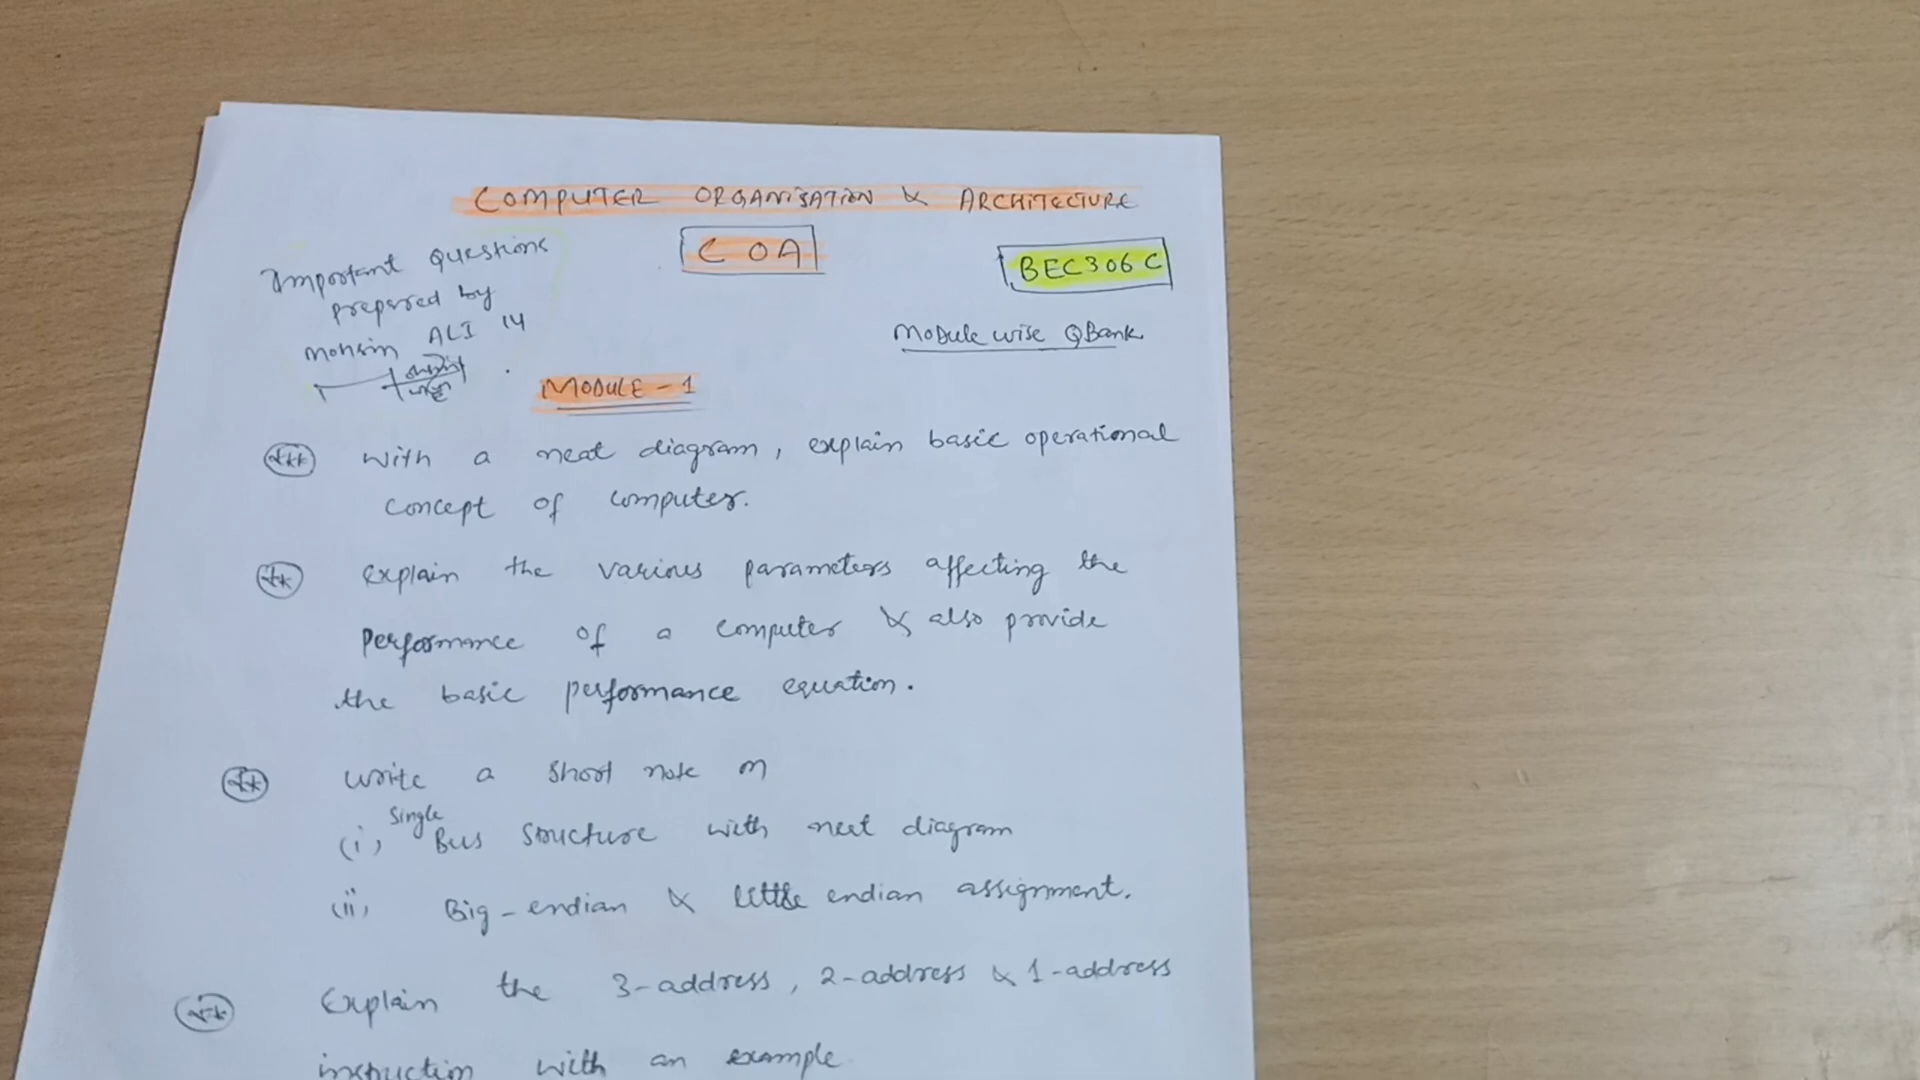 COMPUTER ORGANISATION & ARCHITECTURE
COA
BEC306C
Important Questions
prepared by
Mohsin ALI 14
Module wise QBank
MODULE - 1
*** With a neat diagram, explain basic operational
concept of computer.
** Explain the various parameters affecting the
performance of a computer & also provide
the basic performance equation.
** Write a short note on
(i) Single Bus structure with neat diagram
(ii) Big-endian & little endian assignment.
** Explain the 3-address, 2-address & 1-address
instruction with an example